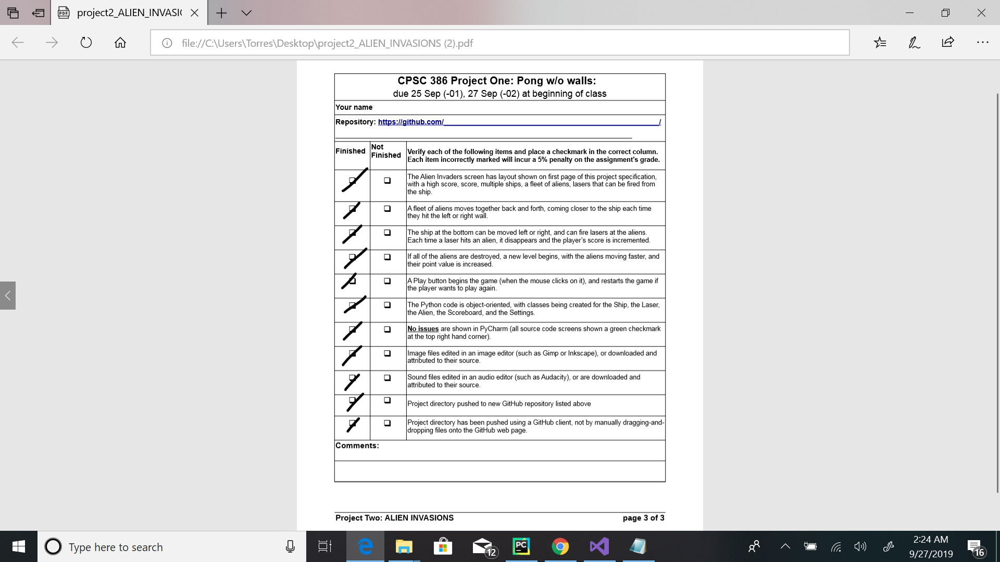 project2_ALIEN_INVASI
file://C:\Users\Torres\Desktop\project2_ALIEN_INVASIONS (2).pdf
CPSC 386 Project One: Pong w/o walls:
due 25 Sep (-01), 27 Sep (-02) at beginning of class
Your name
Repository: https://github.com/_______________________________________________________/
Finished
Not
Finished
Verify each of the following items and place a checkmark in the correct column.
Each item incorrectly marked will incur a 5% penalty on the assignment's grade.
The Alien Invaders screen has layout shown on first page of this project specification,
with a high score, score, multiple ships, a fleet of aliens, lasers that can be fired from
the ship.
A fleet of aliens moves together back and forth, coming closer to the ship each time
they hit the left or right wall.
The ship at the bottom can be moved left or right, and can fire lasers at the aliens.
Each time a laser hits an alien, it disappears and the player's score is incremented.
If all of the aliens are destroyed, a new level begins, with the aliens moving faster, and
their point value is increased.
A Play button begins the game (when the mouse clicks on it), and restarts the game if
the player wants to play again.
The Python code is object-oriented, with classes being created for the Ship, the Laser,
the Alien, the Scoreboard, and the Settings.
No issues are shown in PyCharm (all source code screens shown a green checkmark
at the top right hand corner).
Image files edited in an image editor (such as Gimp or Inkscape), or downloaded and
attributed to their source.
Sound files edited in an audio editor (such as Audacity), or are downloaded and
attributed to their source.
Project directory pushed to new GitHub repository listed above
Project directory has been pushed using a GitHub client, not by manually dragging-and-
dropping files onto the GitHub web page.
Comments:
Project Two: ALIEN INVASIONS
page 3 of 3
Type here to search
12
PC
2:24 AM
9/27/2019
16